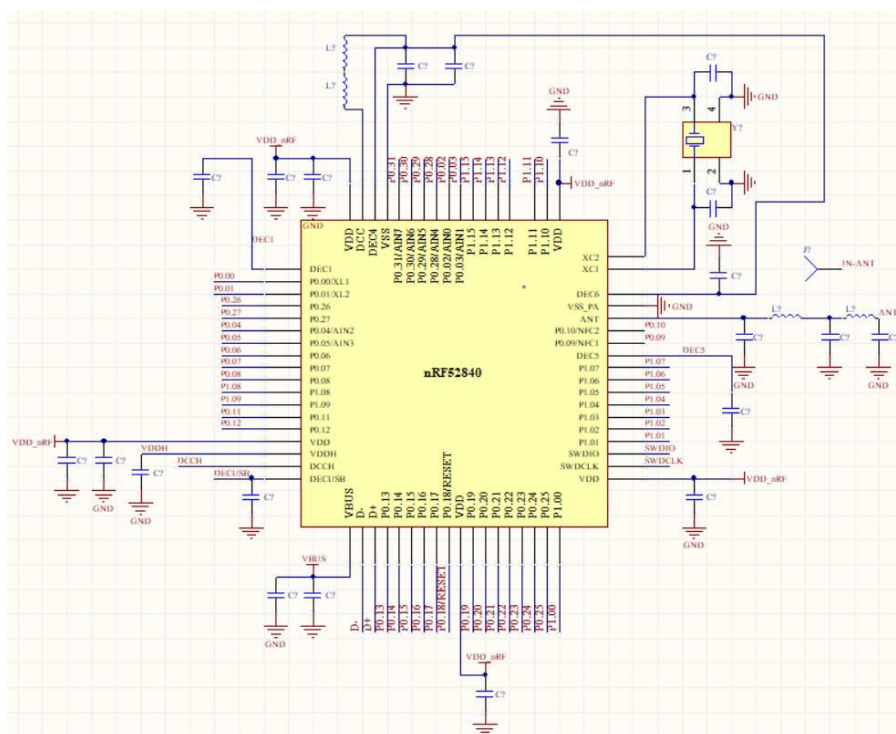 L?
C?
C?
L?
C?
GND
3
4
GND
Y?
VDD_nRF
C?
C?
C?
C?
P0.31
P0.30
P0.29
P0.28
P0.02
P0.03
P1.15
P1.14
P1.13
P1.12
P1.11
P1.10
VDD_nRF
1
2
C?
GND
DEC1
VDD
DCC
DEC4
VSS
P0.31/AIN7
P0.30/AIN6
P0.29/AIN5
P0.28/AIN4
P0.02/AIN0
P0.03/AIN1
P1.15
P1.14
P1.13
P1.12
P1.11
P1.10
VDD
GND
J?
IN-ANT
C?
XC2
XC1
DEC6
VSS_PA
GND
ANT
P0.10/NFC2
P0.10
P0.09/NFC1
P0.09
DEC5
DEC5
P1.07
P1.07
P1.06
P1.06
P1.05
P1.05
P1.04
P1.04
P1.03
P1.03
P1.02
P1.02
P1.01
P1.01
SWDIO
SWDIO
SWDCLK
SWDCLK
VDD
VDD_nRF
L?
L?
ANT
C?
C?
C?
GND
GND
C?
C?
GND
DEC1
P0.00
P0.00/XL1
P0.01
P0.01/XL2
P0.26
P0.26
P0.27
P0.27
P0.04
P0.04/AIN2
P0.05
P0.05/AIN3
P0.06
P0.06
P0.07
P0.07
P0.08
P0.08
P1.08
P1.08
P1.09
P1.09
P0.11
P0.11
P0.12
P0.12
nRF52840
VDD_nRF
VDD
VDDH
VDDH
DCCH
DCCH
DECUSB
DECUSB
C?
C?
C?
C?
GND
GND
VBUS
D-
D+
P0.13
P0.14
P0.15
P0.16
P0.17
P0.18/RESET
VDD
P0.19
P0.20
P0.21
P0.22
P0.23
P0.24
P0.25
P1.00
VBUS
C?
C?
GND
D-
D+
P0.13
P0.14
P0.15
P0.16
P0.17
P0.18/RESET
P0.19
P0.20
P0.21
P0.22
P0.23
P0.24
P0.25
P1.00
VDD_nRF
C?